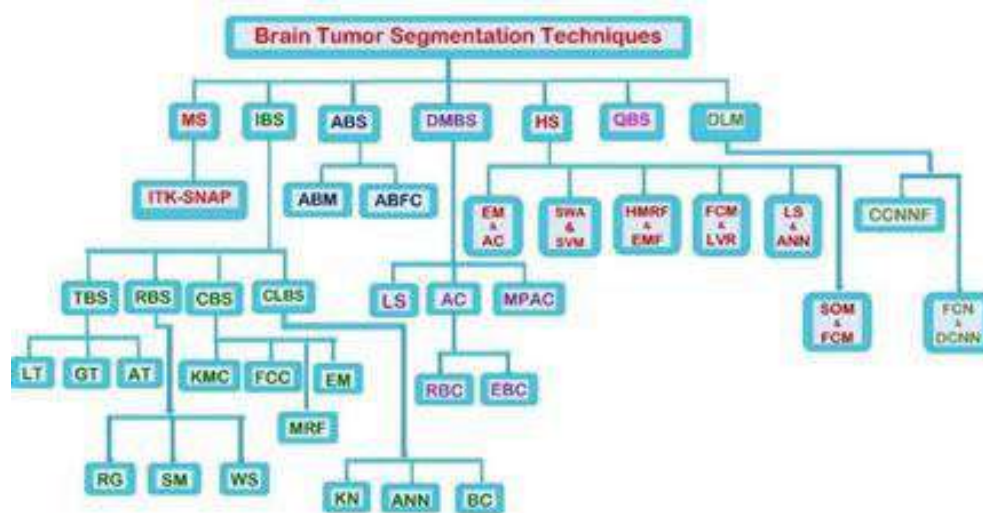 Brain Tumor Segmentation Techniques
MS
IBS
ABS
DMBS
HS
QBS
DLM
ITK-SNAP
ABM
ABFC
EM
&
AC
SWA
&
SVM
HMRF
&
EMF
FCM
&
LVR
LS
&
ANN
CCNNF
TBS
RBS
CBS
CLBS
LS
AC
MPAC
SOM
&
FCM
FCN
&
DCNN
LT
GT
AT
KMC
FCC
EM
RBC
EBC
MRF
RG
SM
WS
KN
ANN
BC